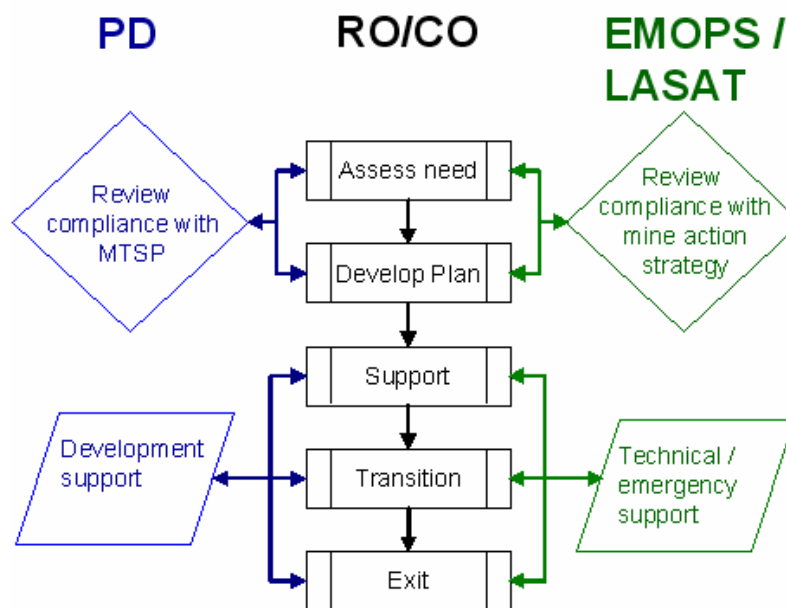 PD
RO/CO
EMOPS /
LASAT
Review
compliance with
MTSP
Assess need
Develop Plan
Review
compliance with
mine action
strategy
Development
support
Support
Transition
Exit
Technical /
emergency
support